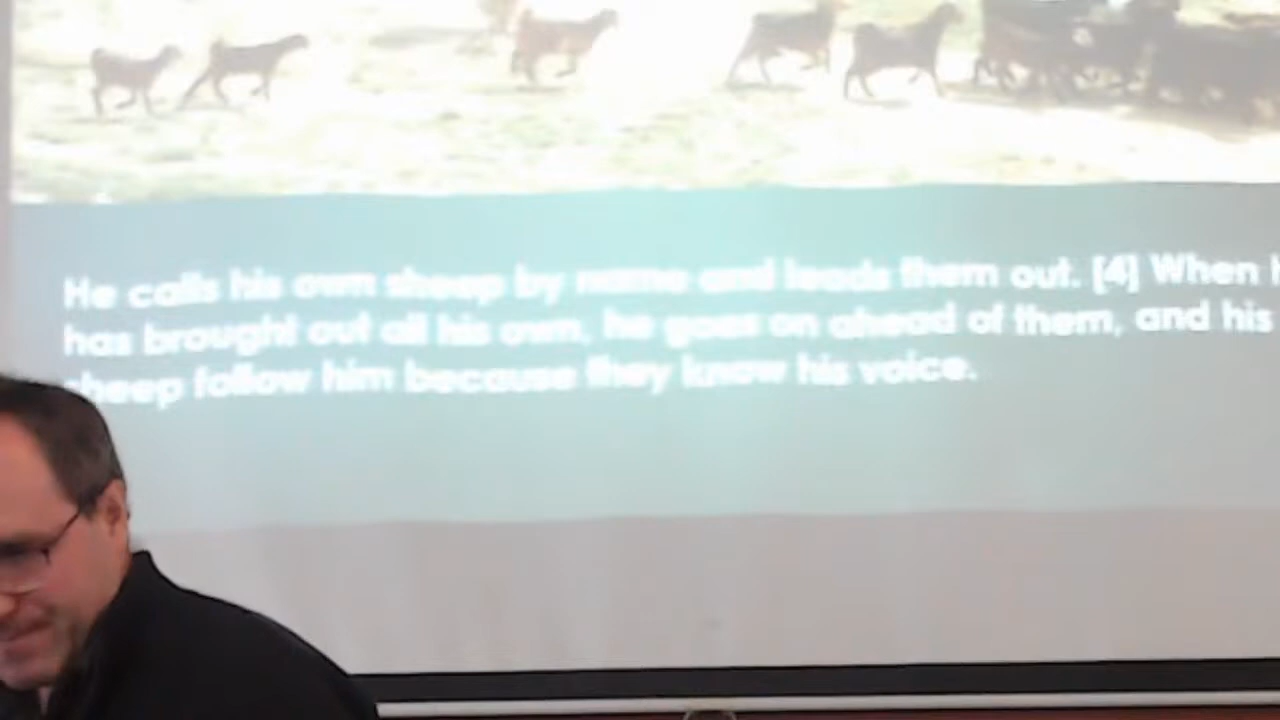 He calls his own sheep by name and leads them out. [4] When
has brought out all his own, he goes on ahead of them, and his
sheep follow him because they know his voice.